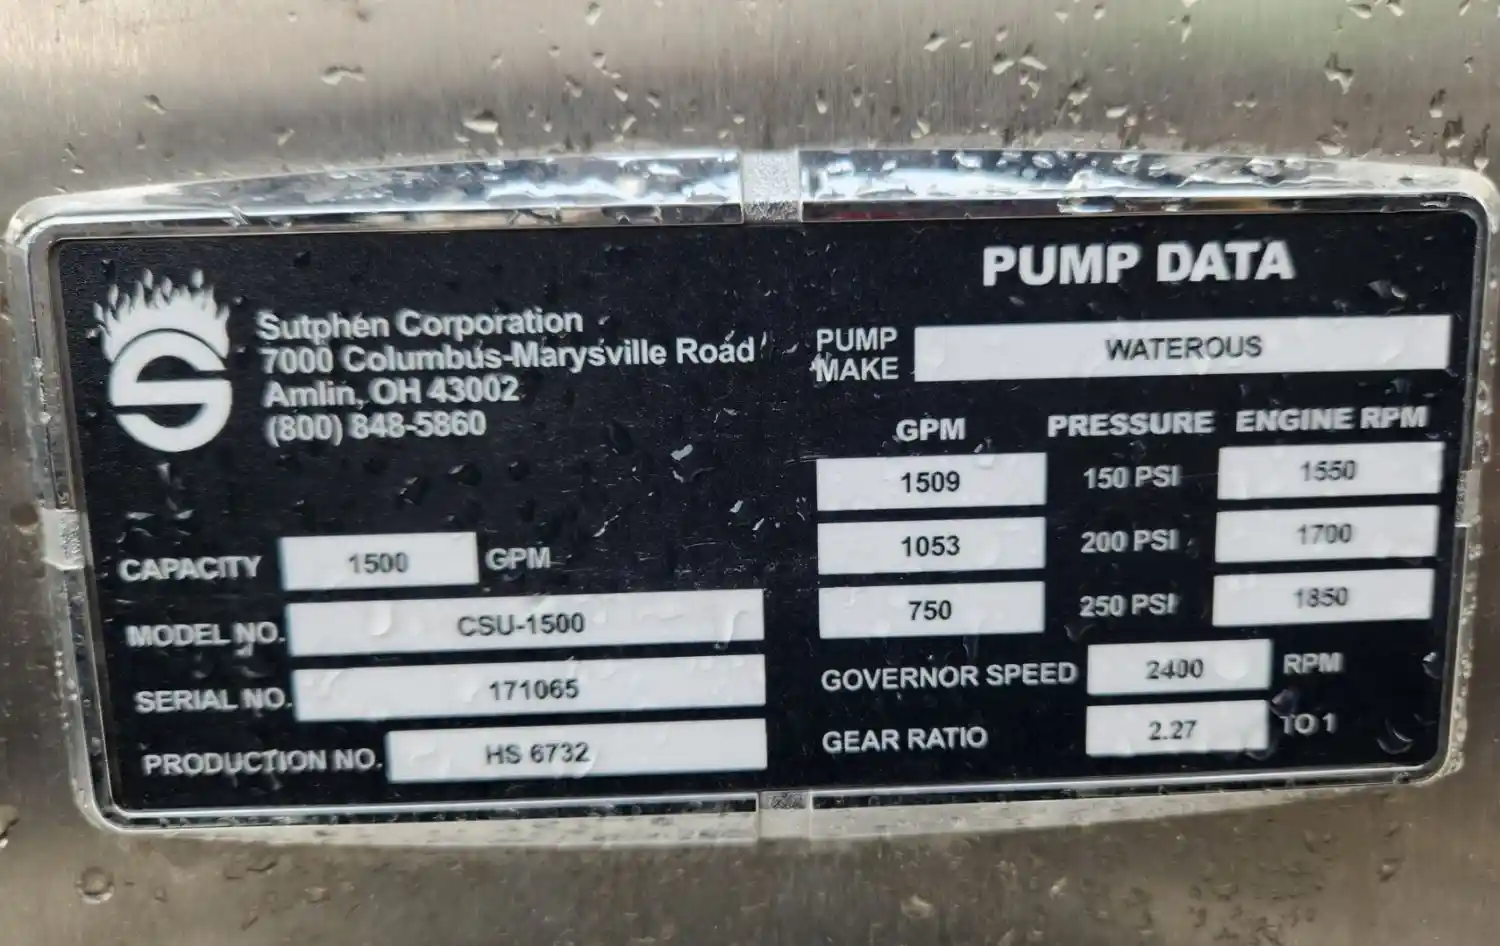 Sutphen Corporation
7000 Columbus-Marysville Road
Amlin, OH 43002
(800) 848-5860
CAPACITY 1500 GPM
MODEL NO. CSU-1500
SERIAL NO. 171065
PRODUCTION NO. HS 6732
PUMP DATA
PUMP MAKE WATEROUS
GPM PRESSURE ENGINE RPM
1509 150 PSI 1550
1053 200 PSI 1700
750 250 PSI 1850
GOVERNOR SPEED 2400 RPM
GEAR RATIO 2.27 TO 1